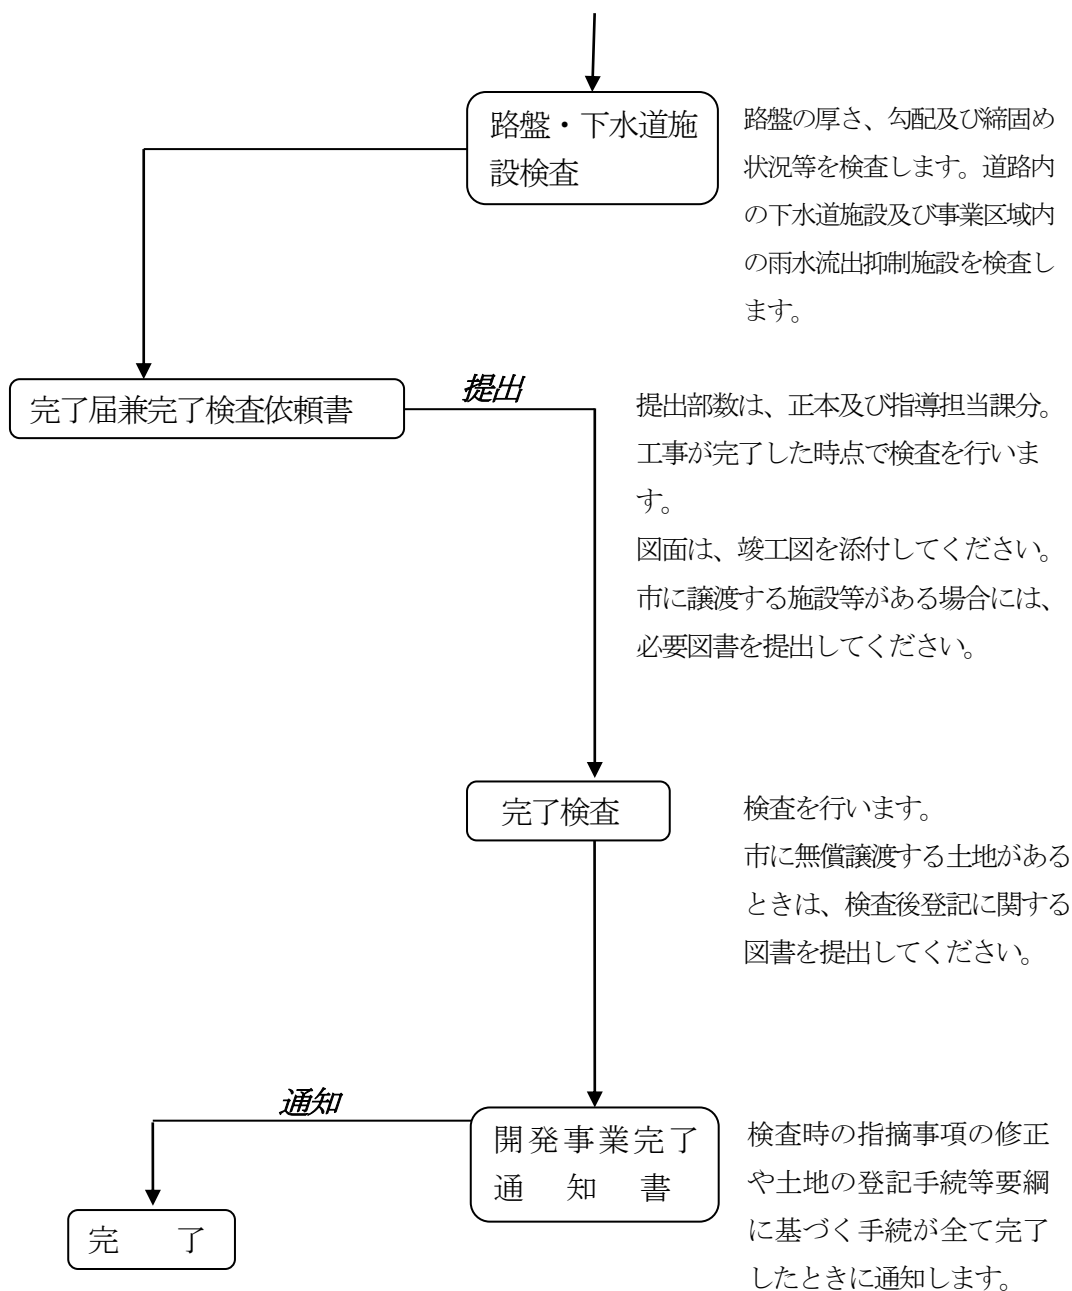 路盤・下水道施
設検査
路盤の厚さ、勾配及び締固め
状況等を検査します。道路内
の下水道施設及び事業区域内
の雨水流出抑制施設を検査し
ます。
完了届兼完了検査依頼書
提出
提出部数は、正本及び指導担当課分。
工事が完了した時点で検査を行いま
す。
図面は、竣工図を添付してください。
市に譲渡する施設等がある場合には、
必要図書を提出してください。
完了検査
検査を行います。
市に無償譲渡する土地がある
ときは、検査後登記に関する
図書を提出してください。
通知
開発事業完了
通　知　書
検査時の指摘事項の修正
や土地の登記手続等要綱
に基づく手続が全て完了
したときに通知します。
完　了